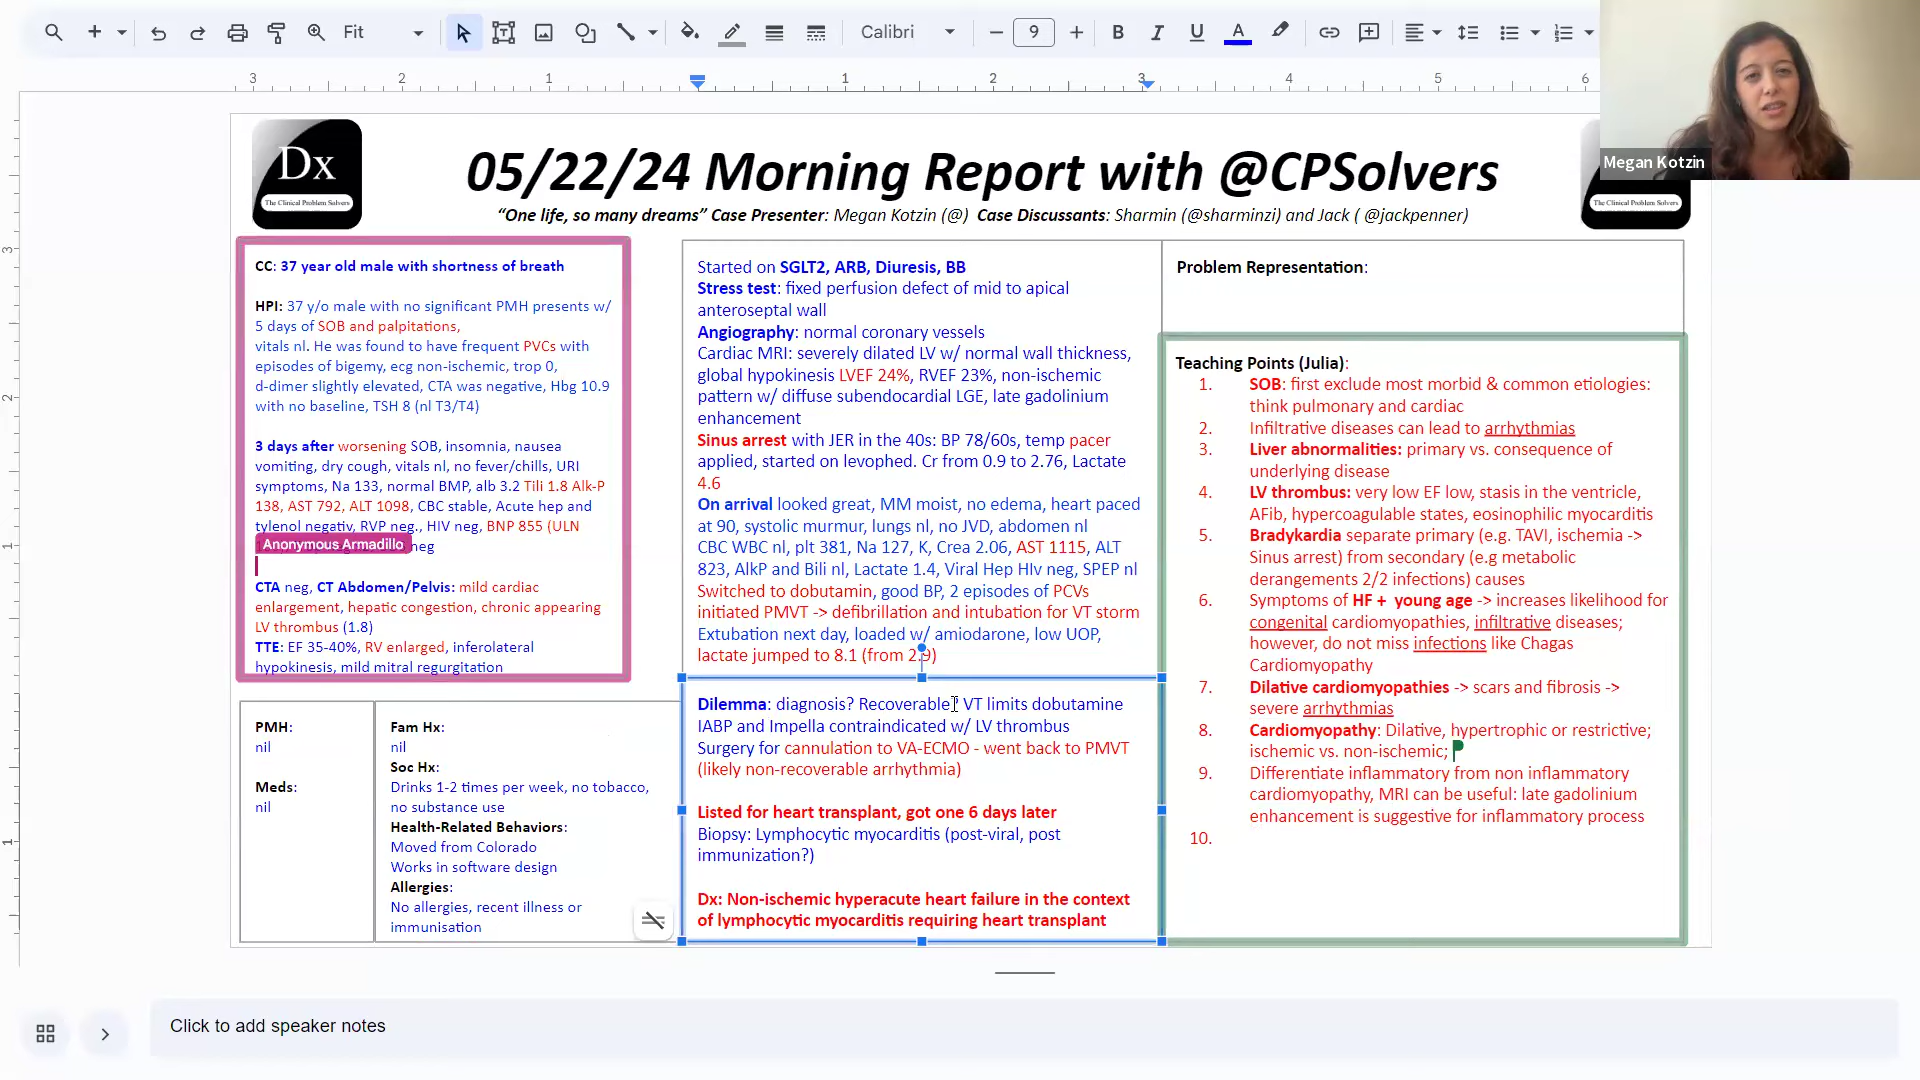 Fit
Calibri
9
3 2 1 1 2 3 4 5 6
Megan Kotzin
Dx
The Clinical Problem Solvers
05/22/24 Morning Report with @CPSolvers
The Clinical Problem Solvers
“One life, so many dreams” Case Presenter: Megan Kotzin (@) Case Discussants: Sharmin (@sharminzi) and Jack ( @jackpenner)
CC: 37 year old male with shortness of breath
HPI: 37 y/o male with no significant PMH presents w/
5 days of SOB and palpitations,
vitals nl. He was found to have frequent PVCs with
episodes of bigemy, ecg non-ischemic, trop 0,
d-dimer slightly elevated, CTA was negative, Hbg 10.9
with no baseline, TSH 8 (nl T3/T4)
3 days after worsening SOB, insomnia, nausea
vomiting, dry cough, vitals nl, no fever/chills, URI
symptoms, Na 133, normal BMP, alb 3.2 Tili 1.8 Alk-P
138, AST 792, ALT 1098, CBC stable, Acute hep and
tylenol negativ, RVP neg., HIV neg, BNP 855 (ULN
Anonymous Armadillo neg
CTA neg, CT Abdomen/Pelvis: mild cardiac
enlargement, hepatic congestion, chronic appearing
LV thrombus (1.8)
TTE: EF 35-40%, RV enlarged, inferolateral
hypokinesis, mild mitral regurgitation
PMH:
nil
Meds:
nil
Fam Hx:
nil
Soc Hx:
Drinks 1-2 times per week, no tobacco,
no substance use
Health-Related Behaviors:
Moved from Colorado
Works in software design
Allergies:
No allergies, recent illness or
immunisation
Started on SGLT2, ARB, Diuresis, BB
Stress test: fixed perfusion defect of mid to apical
anteroseptal wall
Angiography: normal coronary vessels
Cardiac MRI: severely dilated LV w/ normal wall thickness,
global hypokinesis LVEF 24%, RVEF 23%, non-ischemic
pattern w/ diffuse subendocardial LGE, late gadolinium
enhancement
Sinus arrest with JER in the 40s: BP 78/60s, temp pacer
applied, started on levophed. Cr from 0.9 to 2.76, Lactate
4.6
On arrival looked great, MM moist, no edema, heart paced
at 90, systolic murmur, lungs nl, no JVD, abdomen nl
CBC WBC nl, plt 381, Na 127, K, Crea 2.06, AST 1115, ALT
823, AlkP and Bili nl, Lactate 1.4, Viral Hep HIv neg, SPEP nl
Switched to dobutamin, good BP, 2 episodes of PCVs
initiated PMVT -> defibrillation and intubation for VT storm
Extubation next day, loaded w/ amiodarone, low UOP,
lactate jumped to 8.1 (from 2.9)
Dilemma: diagnosis? Recoverable? VT limits dobutamine
IABP and Impella contraindicated w/ LV thrombus
Surgery for cannulation to VA-ECMO - went back to PMVT
(likely non-recoverable arrhythmia)
Listed for heart transplant, got one 6 days later
Biopsy: Lymphocytic myocarditis (post-viral, post
immunization?)
Dx: Non-ischemic hyperacute heart failure in the context
of lymphocytic myocarditis requiring heart transplant
Problem Representation:
Teaching Points (Julia):
1. SOB: first exclude most morbid & common etiologies:
think pulmonary and cardiac
2. Infiltrative diseases can lead to arrhythmias
3. Liver abnormalities: primary vs. consequence of
underlying disease
4. LV thrombus: very low EF low, stasis in the ventricle,
AFib, hypercoagulable states, eosinophilic myocarditis
5. Bradykardia separate primary (e.g. TAVI, ischemia ->
Sinus arrest) from secondary (e.g metabolic
derangements 2/2 infections) causes
6. Symptoms of HF + young age -> increases likelihood for
congenital cardiomyopathies, infiltrative diseases;
however, do not miss infections like Chagas
Cardiomyopathy
7. Dilative cardiomyopathies -> scars and fibrosis ->
severe arrhythmias
8. Cardiomyopathy: Dilative, hypertrophic or restrictive;
ischemic vs. non-ischemic;
9. Differentiate inflammatory from non inflammatory
cardiomyopathy, MRI can be useful: late gadolinium
enhancement is suggestive for inflammatory process
10.
3
2
1
1
Click to add speaker notes